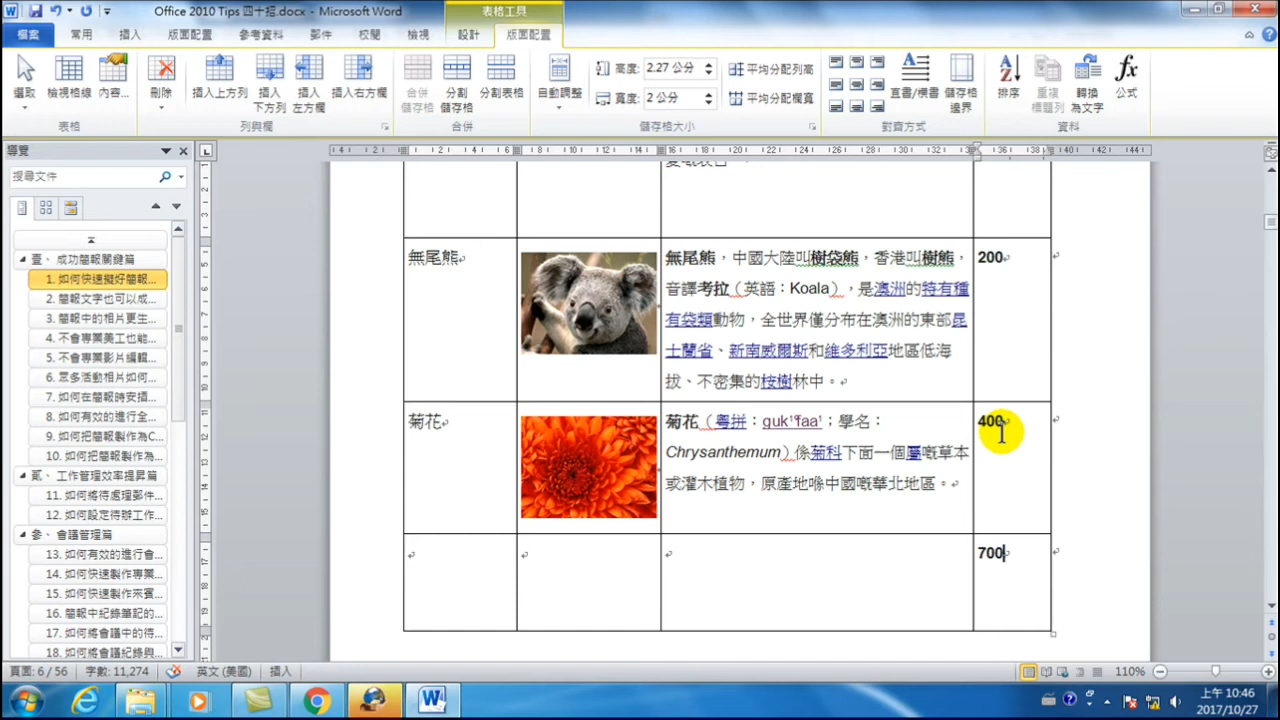 Office 2010 Tips 四十招.docx - Microsoft Word
表格工具
檔案 常用 插入 版面配置 參考資料 郵件 校閱 檢視 設計 版面配置
選取 檢視格線 內容... 刪除 插入上方列 插入下方列 插入左方欄 插入右方欄 合併儲存格 分割儲存格 分割表格 自動調整 高度: 2.27 公分 寬度: 2 公分 平均分配列高 平均分配欄寬 直書/橫書 儲存格邊界 排序 重複標題列 轉換為文字 公式
表格 列與欄 合併 儲存格大小 對齊方式 資料
導覽
搜尋文件
壹、 成功簡報關鍵篇
1. 如何快速擬好簡報...
2. 簡報文字也可以成...
3. 簡報中的相片更生...
4. 不會專業美工也能...
5. 不會專業影片編輯...
6. 眾多活動相片如何...
7. 如何在簡報時安插...
8. 如何有效的進行全...
9. 如何把簡報製作為C...
10. 如何把簡報製作為...
貳、 工作管理效率提昇篇
11. 如何將待處理郵件...
12. 如何設定待辦工作...
參、 會議管理篇
13. 如何有效的進行會...
14. 如何快速製作專業...
15. 如何快速製作來賓...
16. 簡報中紀錄筆記的...
17. 如何將會議中的待...
18. 如何將會議紀錄與...
無尾熊
無尾熊，中國大陸叫樹袋熊，香港叫樹熊，
音譯考拉（英語：Koala），是澳洲的特有種
有袋類動物，全世界僅分布在澳洲的東部昆
士蘭省、新南威爾斯和維多利亞地區低海
拔、不密集的桉樹林中。
200
菊花
菊花（粵拼：guk¹faa¹；學名：
Chrysanthemum）係菊科下面一個屬嘅草本
或灌木植物，原產地喺中國嘅華北地區。
400
700
頁面: 6 / 56 字數: 11,274 英文 (美國) 插入 110%
上午 10:46
2017/10/27